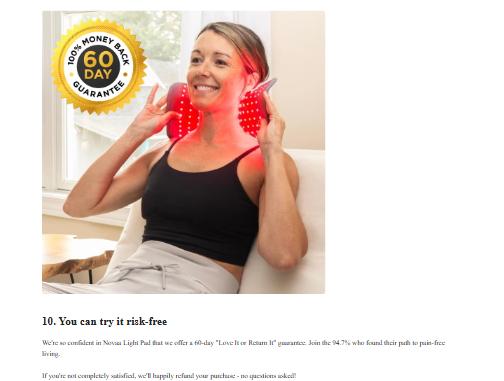 100% MONEY BACK
60
DAY
GUARANTEE
10. You can try it risk-free
We're so confident in Novaa Light Pad that we offer a 60-day "Love It or Return It" guarantee. Join the 94.7% who found their path to pain-free
living.
If you're not completely satisfied, we'll happily refund your purchase - no questions asked!